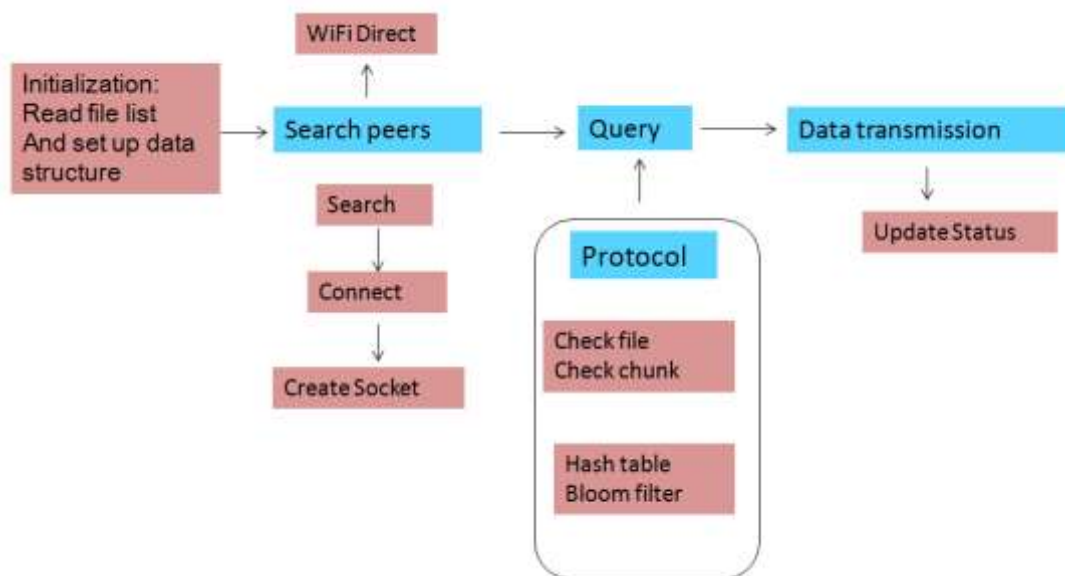 WiFi Direct
Initialization:
Read file list
And set up data
structure
Search peers
Query
Data transmission
Search
Connect
Create Socket
Protocol
Check file
Check chunk
Hash table
Bloom filter
Update Status